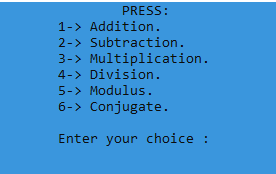 PRESS:
1-> Addition.
2-> Subtraction.
3-> Multiplication.
4-> Division.
5-> Modulus.
6-> Conjugate.
Enter your choice :